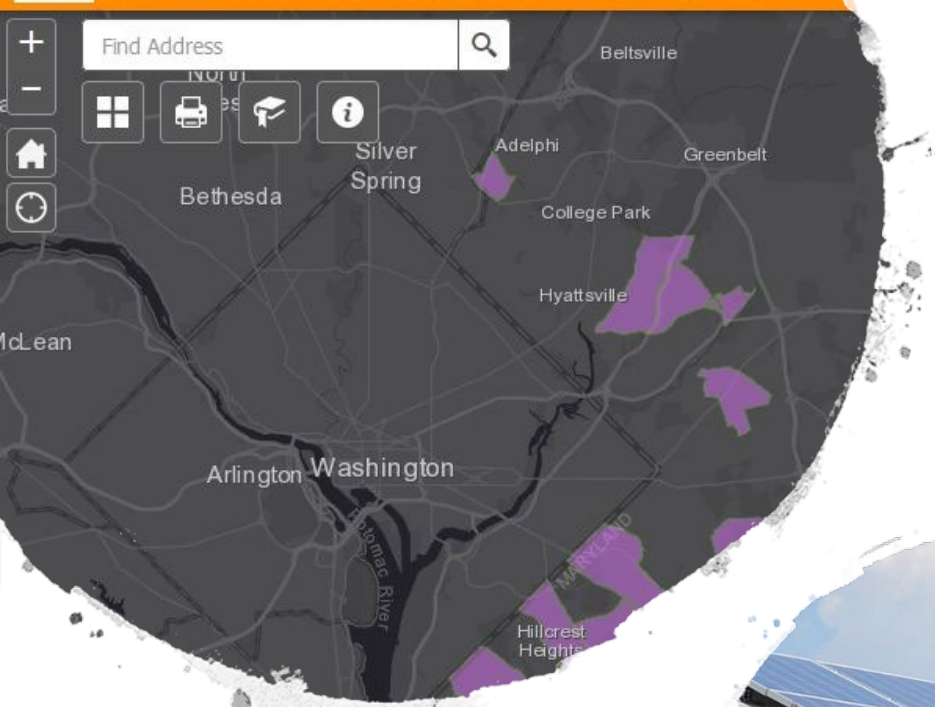 Find Address
Beltsville
North
Adelphi
Silver
Spring
Greenbelt
Bethesda
College Park
Hyattsville
McLean
Arlington
Washington
Potomac River
MARYLAND
Hillcrest
Heights